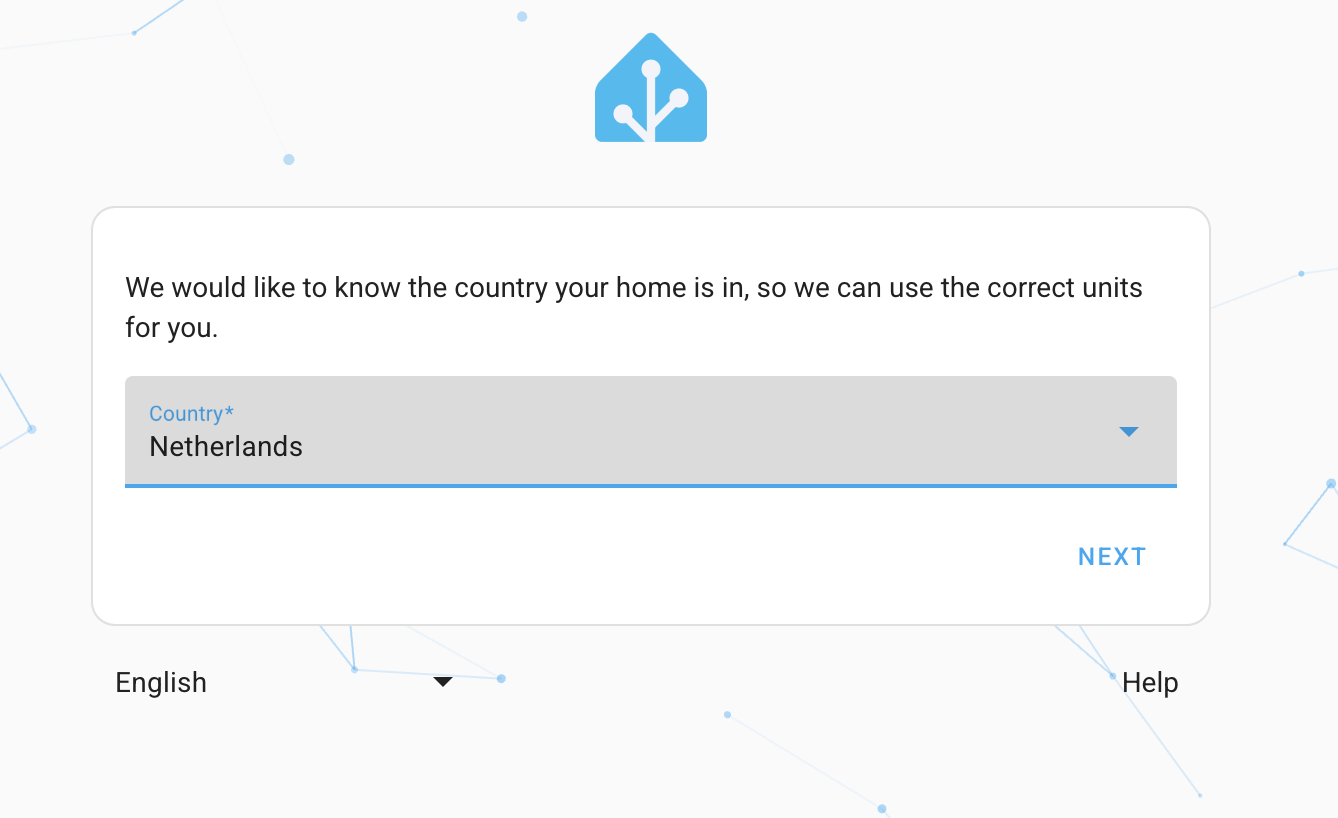 We would like to know the country your home is in, so we can use the correct units
for you.
Country*
Netherlands
NEXT
English
Help